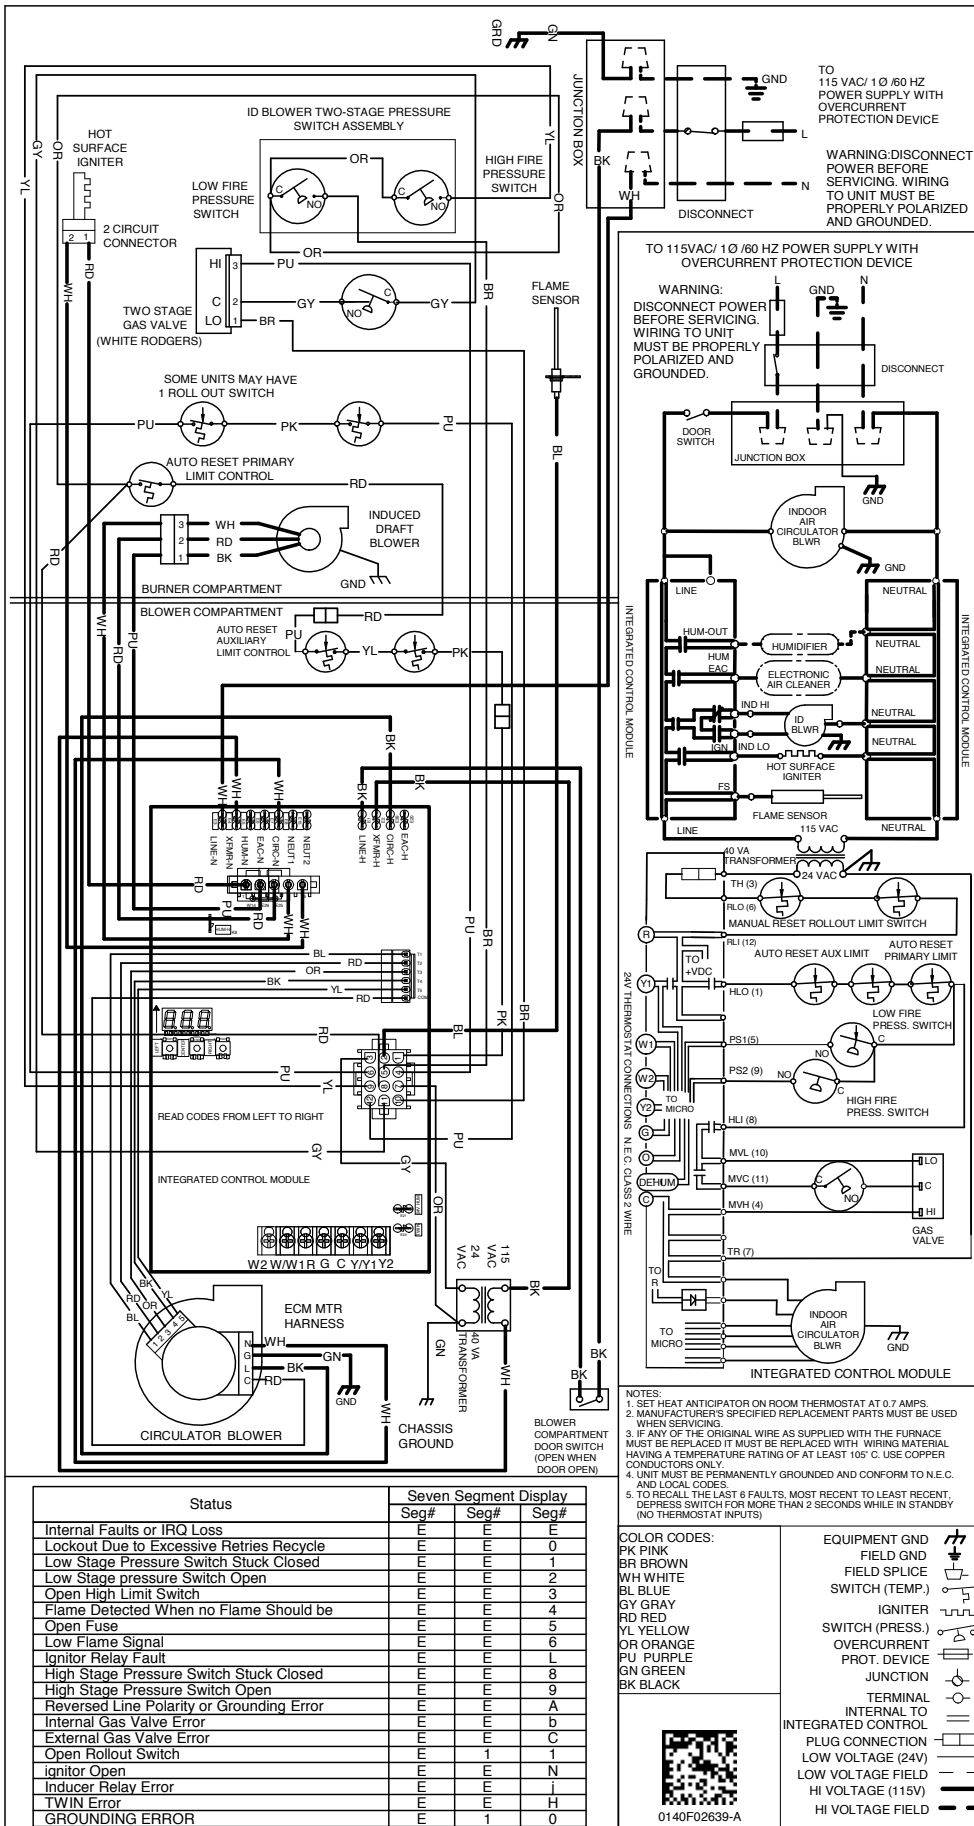 GRD
GN
JUNCTION BOX
GND
TO
115 VAC/ 1Ø /60 HZ
POWER SUPPLY WITH
OVERCURRENT
PROTECTION DEVICE
L
N
DISCONNECT
BK
WH
WARNING:DISCONNECT
POWER BEFORE
SERVICING. WIRING
TO UNIT MUST BE
PROPERLY POLARIZED
AND GROUNDED.
GY
YL
OR
HOT
SURFACE
IGNITER
2 1
2 CIRCUIT
CONNECTOR
WH
RD
ID BLOWER TWO-STAGE PRESSURE
SWITCH ASSEMBLY
OR
LOW FIRE
PRESSURE
SWITCH
C
NO
C
NO
HIGH FIRE
PRESSURE
SWITCH
YL
OR
OR
HI 3
C 2
LO 1
PU
GY
NO
C
GY
BR
BR
TWO STAGE
GAS VALVE
(WHITE RODGERS)
FLAME
SENSOR
SOME UNITS MAY HAVE
1 ROLL OUT SWITCH
PU
PK
PU
BL
AUTO RESET PRIMARY
LIMIT CONTROL
RD
RD
3
2
1
WH
RD
BK
INDUCED
DRAFT
BLOWER
GND
BURNER COMPARTMENT
BLOWER COMPARTMENT
RD
AUTO RESET
AUXILIARY
LIMIT CONTROL
PU
YL
PK
WH
RD
PU
BK
BK
BK
WH
WH
WH
LINE-N
XFMR-N
HUM-N
EAC-N
CIRC-N
NEUT1
NEUT2
LINE-H
XFMR-H
CIRC-H
EAC-H
RD
PU
RD
WH
WH
BL
RD
OR
BK
YL
RD
PU
BR
PK
BR
BL
RD
PU
YL
READ CODES FROM LEFT TO RIGHT
GY
GY
PU
OR
INTEGRATED CONTROL MODULE
W2 W/W1 R G C Y/Y1 Y2
24
VAC
115
VAC
BK
40 VA
TRANSFORMER
GN
WH
CHASSIS
GROUND
BK
YL
RD
OR
BL
1 2 3 4 5
ECM MTR
HARNESS
N
G
L
C
WH
GN
BK
RD
GND
WH
CIRCULATOR BLOWER
BK
BK
BLOWER
COMPARTMENT
DOOR SWITCH
(OPEN WHEN
DOOR OPEN)
TO 115VAC/ 1Ø /60 HZ POWER SUPPLY WITH
OVERCURRENT PROTECTION DEVICE
WARNING:
DISCONNECT POWER
BEFORE SERVICING.
WIRING TO UNIT
MUST BE PROPERLY
POLARIZED AND
GROUNDED.
L
GND
N
DISCONNECT
DOOR
SWITCH
JUNCTION BOX
GND
INDOOR
AIR
CIRCULATOR
BLWR
GND
INTEGRATED CONTROL MODULE
INTEGRATED CONTROL MODULE
LINE
NEUTRAL
HUM-OUT
HUMIDIFIER
NEUTRAL
HUM
EAC
ELECTRONIC
AIR CLEANER
NEUTRAL
IND HI
ID
BLWR
NEUTRAL
IGN
IND LO
NEUTRAL
HOT SURFACE
IGNITER
FS
FLAME SENSOR
LINE
115 VAC
NEUTRAL
40 VA
TRANSFORMER
24 VAC
TH (3)
RLO (6)
MANUAL RESET ROLLOUT LIMIT SWITCH
RLI (12)
TO
+VDC
AUTO RESET AUX LIMIT
AUTO RESET
PRIMARY LIMIT
HLO (1)
LOW FIRE
PRESS. SWITCH
PS1(5)
NO
C
PS2 (9)
NO
C
HIGH FIRE
PRESS. SWITCH
TO
MICRO
HLI (8)
MVL (10)
MVC (11)
MVH (4)
C
NO
LO
C
HI
GAS
VALVE
TR (7)
24V THERMOSTAT CONNECTIONS N.E.C. CLASS 2 WIRE
R
Y1
W1
W2
Y2
G
O
DEHUM
C
TO
R
TO
MICRO
INDOOR
AIR
CIRCULATOR
BLWR
GND
INTEGRATED CONTROL MODULE
NOTES:
1. SET HEAT ANTICIPATOR ON ROOM THERMOSTAT AT 0.7 AMPS.
2. MANUFACTURER'S SPECIFIED REPLACEMENT PARTS MUST BE USED
WHEN SERVICING.
3. IF ANY OF THE ORIGINAL WIRE AS SUPPLIED WITH THE FURNACE
MUST BE REPLACED IT MUST BE REPLACED WITH WIRING MATERIAL
HAVING A TEMPERATURE RATING OF AT LEAST 105° C. USE COPPER
CONDUCTORS ONLY.
4. UNIT MUST BE PERMANENTLY GROUNDED AND CONFORM TO N.E.C.
AND LOCAL CODES.
5. TO RECALL THE LAST 6 FAULTS, MOST RECENT TO LEAST RECENT,
DEPRESS SWITCH FOR MORE THAN 2 SECONDS WHILE IN STANDBY
(NO THERMOSTAT INPUTS)
Status Seven Segment Display
Seg# Seg# Seg#
Internal Faults or IRQ Loss E E E
Lockout Due to Excessive Retries Recycle E E 0
Low Stage Pressure Switch Stuck Closed E E 1
Low Stage pressure Switch Open E E 2
Open High Limit Switch E E 3
Flame Detected When no Flame Should be E E 4
Open Fuse E E 5
Low Flame Signal E E 6
Ignitor Relay Fault E E L
High Stage Pressure Switch Stuck Closed E E 8
High Stage Pressure Switch Open E E 9
Reversed Line Polarity or Grounding Error E E A
Internal Gas Valve Error E E b
External Gas Valve Error E E C
Open Rollout Switch E 1 1
ignitor Open E E N
Inducer Relay Error E E i
TWIN Error E E H
GROUNDING ERROR E 1 0
COLOR CODES:
PK PINK
BR BROWN
WH WHITE
BL BLUE
GY GRAY
RD RED
YL YELLOW
OR ORANGE
PU PURPLE
GN GREEN
BK BLACK
EQUIPMENT GND
FIELD GND
FIELD SPLICE
SWITCH (TEMP.)
IGNITER
SWITCH (PRESS.)
OVERCURRENT
PROT. DEVICE
JUNCTION
TERMINAL
INTERNAL TO
INTEGRATED CONTROL
PLUG CONNECTION
LOW VOLTAGE (24V)
LOW VOLTAGE FIELD
HI VOLTAGE (115V)
HI VOLTAGE FIELD
0140F02639-A